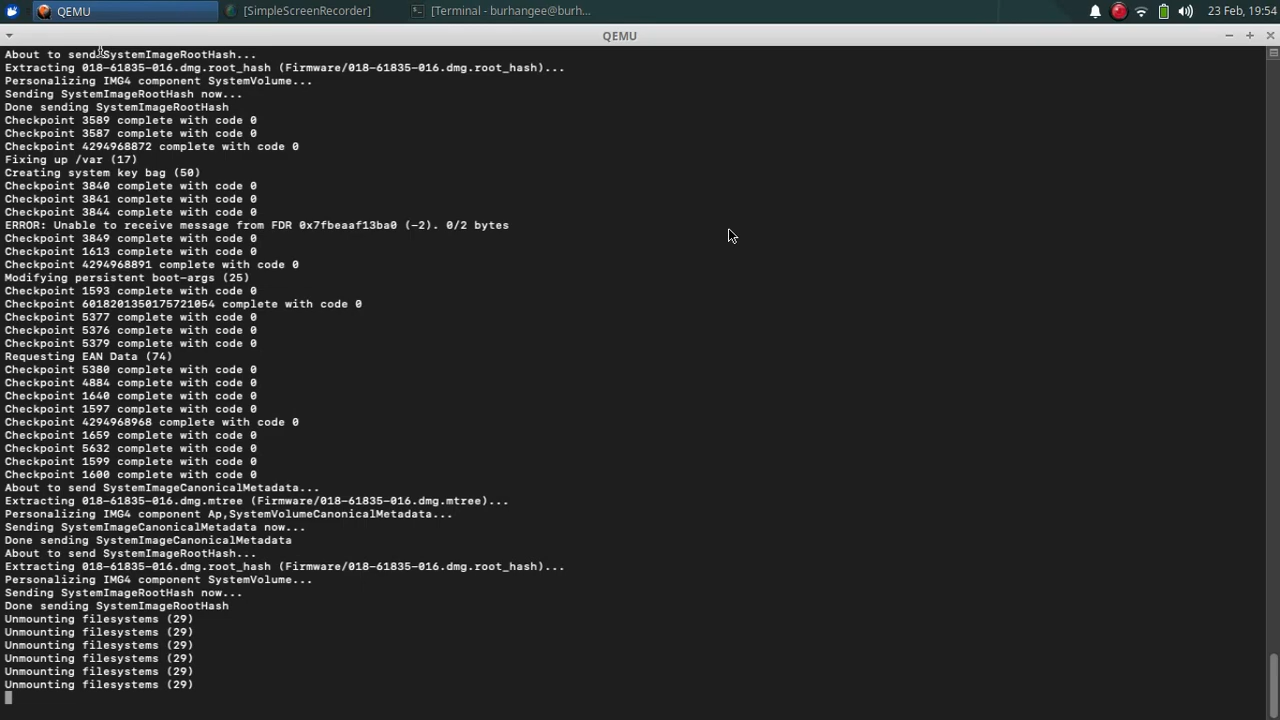 QEMU
[SimpleScreenRecorder]
[Terminal - burhangee@burh...
23 Feb, 19:54
QEMU
About to send SystemImageRootHash...
Extracting 018-61835-016.dmg.root_hash (Firmware/018-61835-016.dmg.root_hash)...
Personalizing IMG4 component SystemVolume...
Sending SystemImageRootHash now...
Done sending SystemImageRootHash
Checkpoint 3589 complete with code 0
Checkpoint 3587 complete with code 0
Checkpoint 4294968872 complete with code 0
Fixing up /var (17)
Creating system key bag (50)
Checkpoint 3840 complete with code 0
Checkpoint 3841 complete with code 0
Checkpoint 3844 complete with code 0
ERROR: Unable to receive message from FDR 0x7fbeaaf13ba0 (-2). 0/2 bytes
Checkpoint 3849 complete with code 0
Checkpoint 1613 complete with code 0
Checkpoint 4294968891 complete with code 0
Modifying persistent boot-args (25)
Checkpoint 1593 complete with code 0
Checkpoint 6018201350175721054 complete with code 0
Checkpoint 5377 complete with code 0
Checkpoint 5376 complete with code 0
Checkpoint 5379 complete with code 0
Requesting EAN Data (74)
Checkpoint 5380 complete with code 0
Checkpoint 4884 complete with code 0
Checkpoint 1640 complete with code 0
Checkpoint 1597 complete with code 0
Checkpoint 4294968968 complete with code 0
Checkpoint 1659 complete with code 0
Checkpoint 5632 complete with code 0
Checkpoint 1599 complete with code 0
Checkpoint 1600 complete with code 0
About to send SystemImageCanonicalMetadata...
Extracting 018-61835-016.dmg.mtree (Firmware/018-61835-016.dmg.mtree)...
Personalizing IMG4 component Ap,SystemVolumeCanonicalMetadata...
Sending SystemImageCanonicalMetadata now...
Done sending SystemImageCanonicalMetadata
About to send SystemImageRootHash...
Extracting 018-61835-016.dmg.root_hash (Firmware/018-61835-016.dmg.root_hash)...
Personalizing IMG4 component SystemVolume...
Sending SystemImageRootHash now...
Done sending SystemImageRootHash
Unmounting filesystems (29)
Unmounting filesystems (29)
Unmounting filesystems (29)
Unmounting filesystems (29)
Unmounting filesystems (29)
Unmounting filesystems (29)